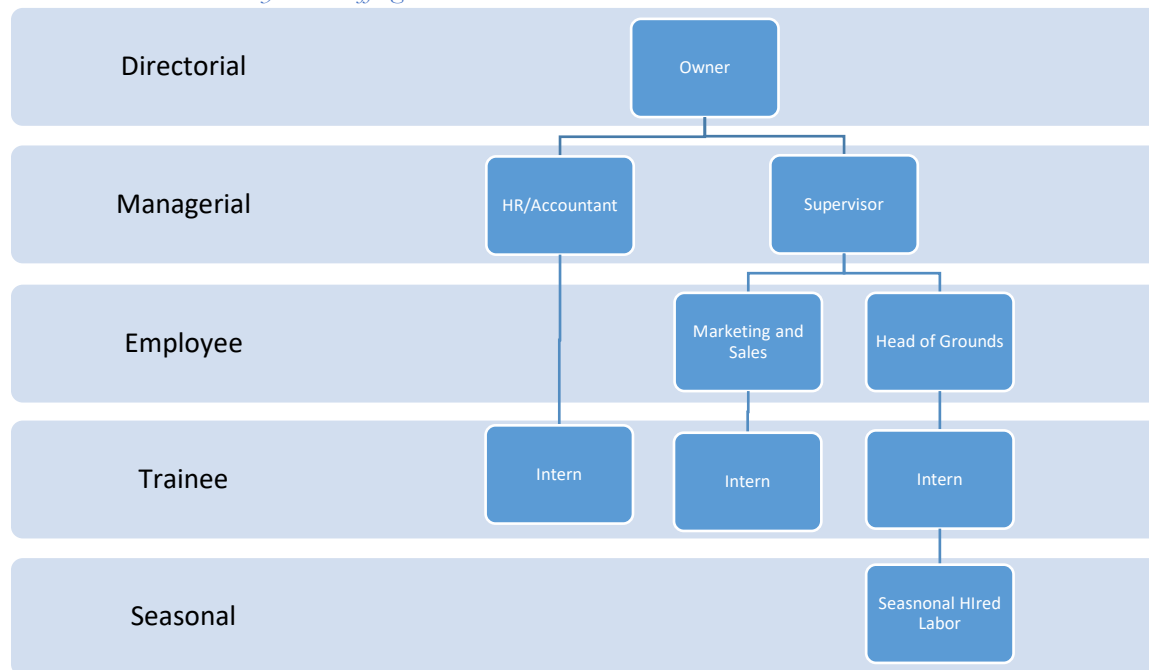 Directorial
Owner
Managerial
HR/Accountant
Supervisor
Employee
Marketing and
Sales
Head of Grounds
Trainee
Intern
Intern
Intern
Seasonal
Seasnonal HIred
Labor